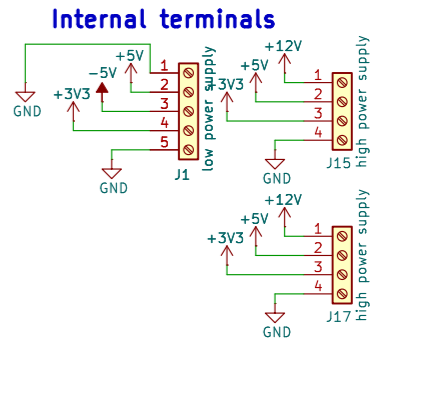 Internal terminals
+12V
+5V
-5V
+5V
+3V3
+3V3
1
2
3
4
5
low power supply
1
2
3
4
high power supply
GND
GND
J1
GND
J15
+12V
+5V
+3V3
1
2
3
4
high power supply
GND
J17